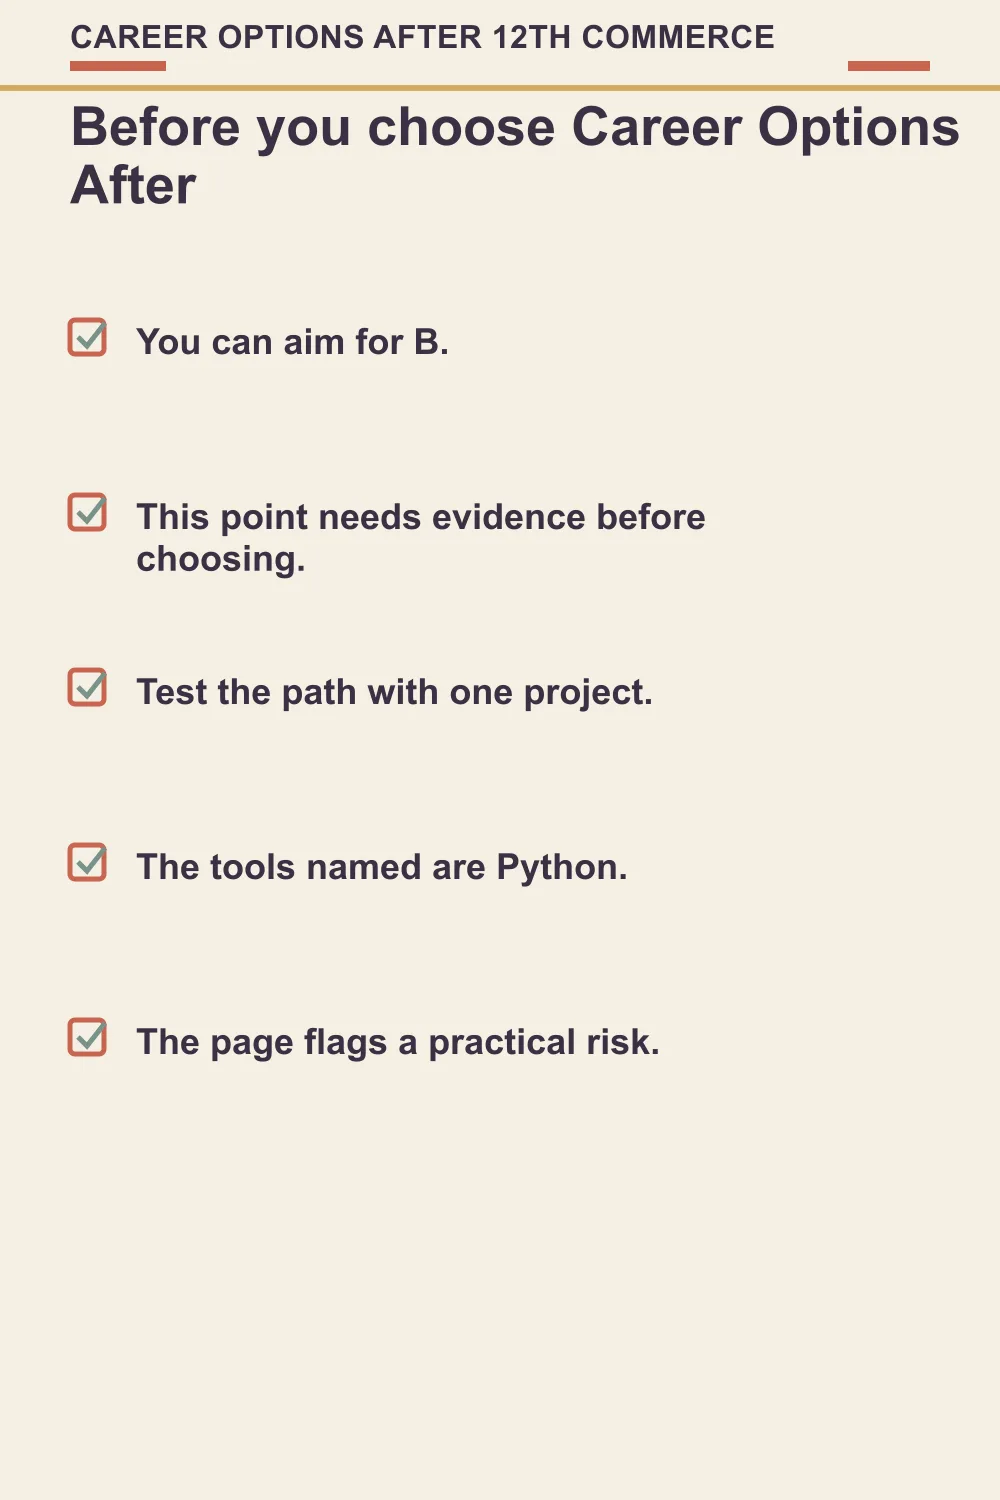 CAREER OPTIONS AFTER 12TH COMMERCE
Before you choose Career Options
After
You can aim for B.
This point needs evidence before
choosing.
Test the path with one project.
The tools named are Python.
The page flags a practical risk.